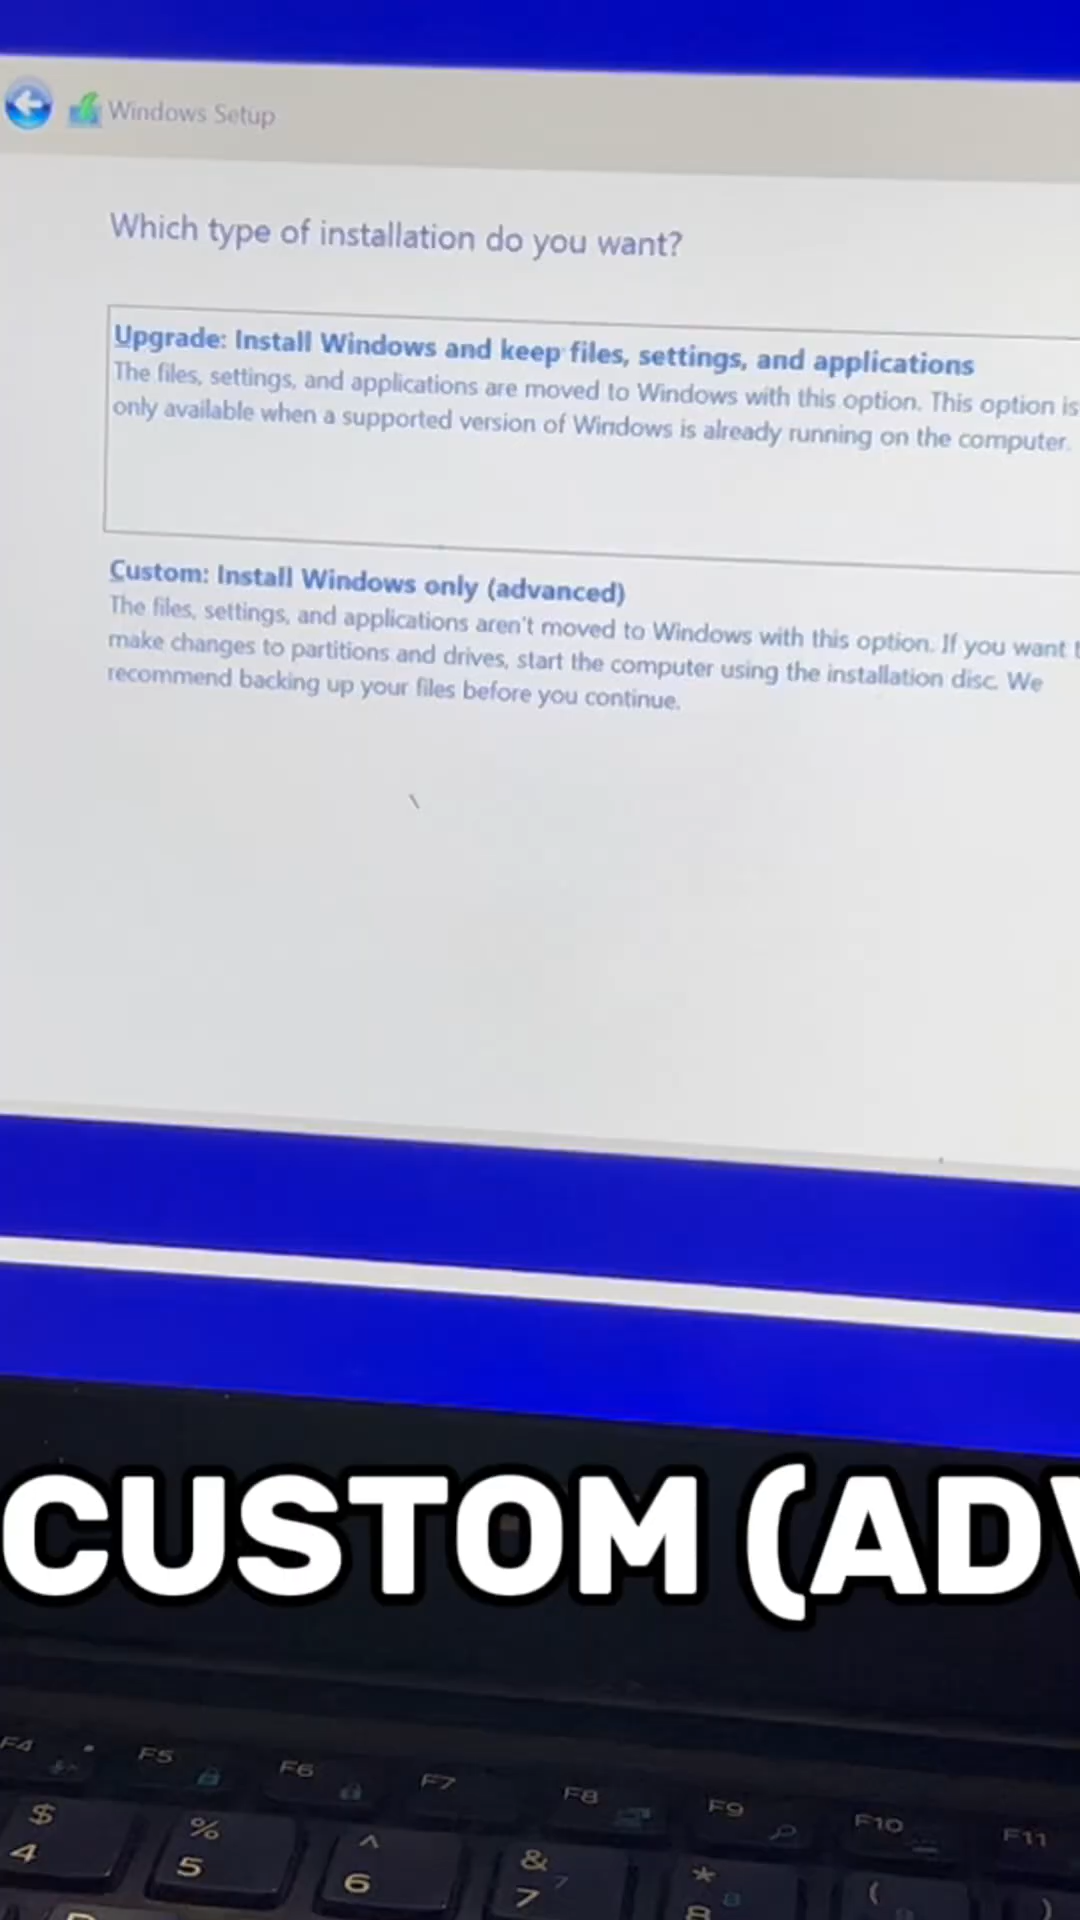 Windows Setup
Which type of installation do you want?
Upgrade: Install Windows and keep files, settings, and applications
The files, settings, and applications are moved to Windows with this option. This option is
only available when a supported version of Windows is already running on the computer.
Custom: Install Windows only (advanced)
The files, settings, and applications aren't moved to Windows with this option. If you want t
make changes to partitions and drives, start the computer using the installation disc. We
recommend backing up your files before you continue.
CUSTOM (ADV
F4 F5 F6 F7 F8 F9 F10 F11
$ % ^ & * ( )
4 5 6 7 7 8 8